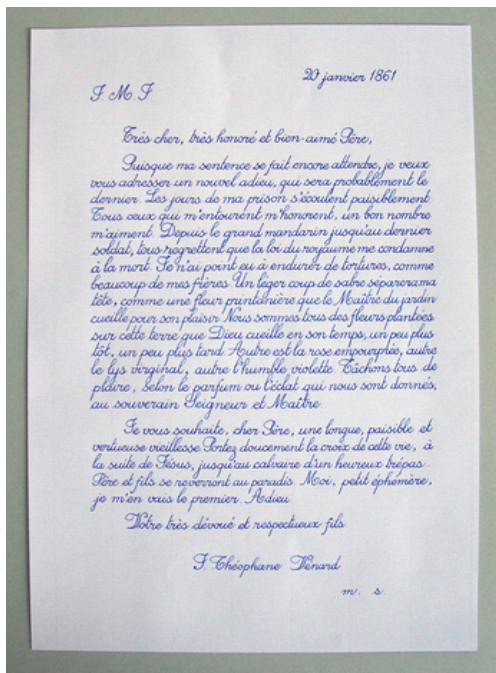 20 janvier 1861
J. M. J
Très cher, très honoré et bien-aimé Père,
Puisque ma sentence se fait encore attendre, je veux
vous adresser un nouvel adieu, qui sera probablement le
dernier. Les jours de ma prison s'écoulent paisiblement.
Tous ceux qui m'entourent m'honorent, un bon nombre
m'aiment. Depuis le grand mandarin jusqu'au dernier
soldat, tous regrettent que la loi du royaume me condamne
à la mort. Je n'ai point eu à endurer de tortures, comme
beaucoup de mes frères. Un léger coup de sabre séparera ma
tête, comme une fleur printanière que le Maître du jardin
cueille pour son plaisir. Nous sommes tous des fleurs plantées
sur cette terre que Dieu cueille en son temps, un peu plus
tôt, un peu plus tard. Autre est la rose empourprée, autre
le lys virginal, autre l'humble violette. Tâchons tous de
plaire, selon le parfum ou l'éclat qui nous sont donnés,
au souverain Seigneur et Maître.
Je vous souhaite, cher Père, une longue, paisible et
vertueuse vieillesse. Portez doucement la croix de cette vie, à
la suite de Jésus, jusqu'au calvaire d'un heureux trépas.
Père et fils se reverront au paradis. Moi, petit éphémère,
je m'en vais le premier. Adieu.
Votre très dévoué et respectueux fils.
J. Théophane Vénard
m. s.